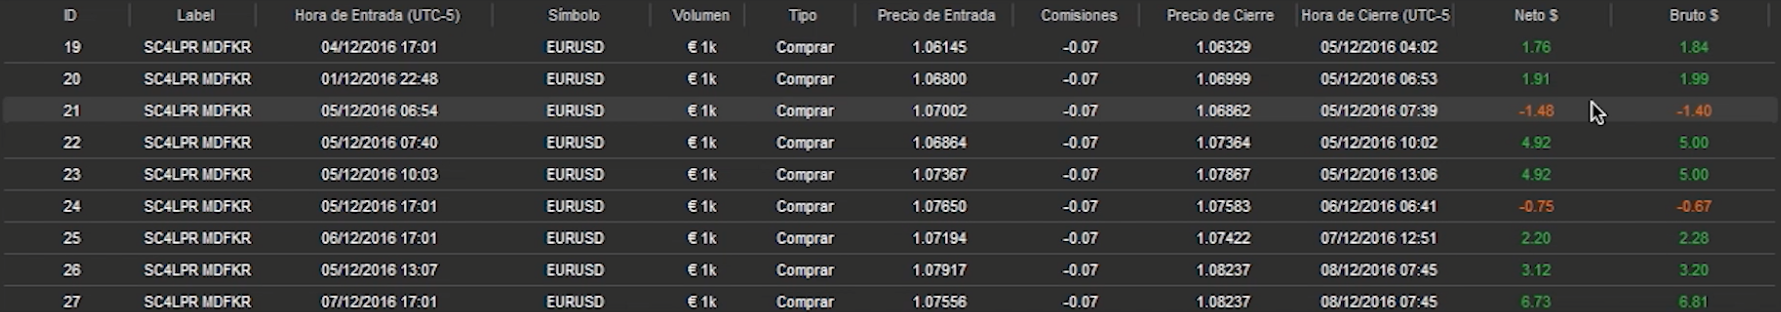 ID Label Hora de Entrada (UTC-5) Símbolo Volumen Tipo Precio de Entrada Comisiones Precio de Cierre Hora de Cierre (UTC-5 Neto $ Bruto $
19 SC4LPR MDFKR 04/12/2016 17:01 EURUSD € 1k Comprar 1.06145 -0.07 1.06329 05/12/2016 04:02 1.76 1.84
20 SC4LPR MDFKR 01/12/2016 22:48 EURUSD € 1k Comprar 1.06800 -0.07 1.06999 05/12/2016 06:53 1.91 1.99
21 SC4LPR MDFKR 05/12/2016 06:54 EURUSD € 1k Comprar 1.07002 -0.07 1.06862 05/12/2016 07:39 -1.48 -1.40
22 SC4LPR MDFKR 05/12/2016 07:40 EURUSD € 1k Comprar 1.06864 -0.07 1.07364 05/12/2016 10:02 4.92 5.00
23 SC4LPR MDFKR 05/12/2016 10:03 EURUSD € 1k Comprar 1.07367 -0.07 1.07867 05/12/2016 13:06 4.92 5.00
24 SC4LPR MDFKR 05/12/2016 17:01 EURUSD € 1k Comprar 1.07650 -0.07 1.07583 06/12/2016 06:41 -0.75 -0.67
25 SC4LPR MDFKR 06/12/2016 17:01 EURUSD € 1k Comprar 1.07194 -0.07 1.07422 07/12/2016 12:51 2.20 2.28
26 SC4LPR MDFKR 05/12/2016 13:07 EURUSD € 1k Comprar 1.07917 -0.07 1.08237 08/12/2016 07:45 3.12 3.20
27 SC4LPR MDFKR 07/12/2016 17:01 EURUSD € 1k Comprar 1.07556 -0.07 1.08237 08/12/2016 07:45 6.73 6.81